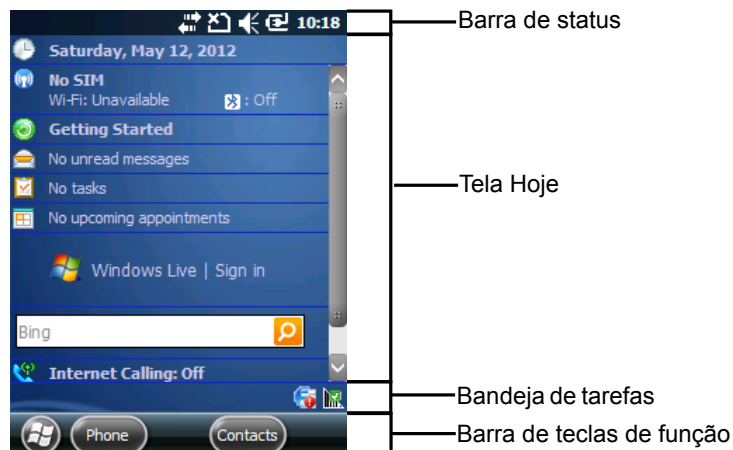 10:18
Barra de status
Saturday, May 12, 2012
No SIM
Wi-Fi: Unavailable : Off
Getting Started
No unread messages
No tasks
Tela Hoje
No upcoming appointments
Windows Live | Sign in
Bing
Internet Calling: Off
Bandeja de tarefas
Phone Contacts
Barra de teclas de função